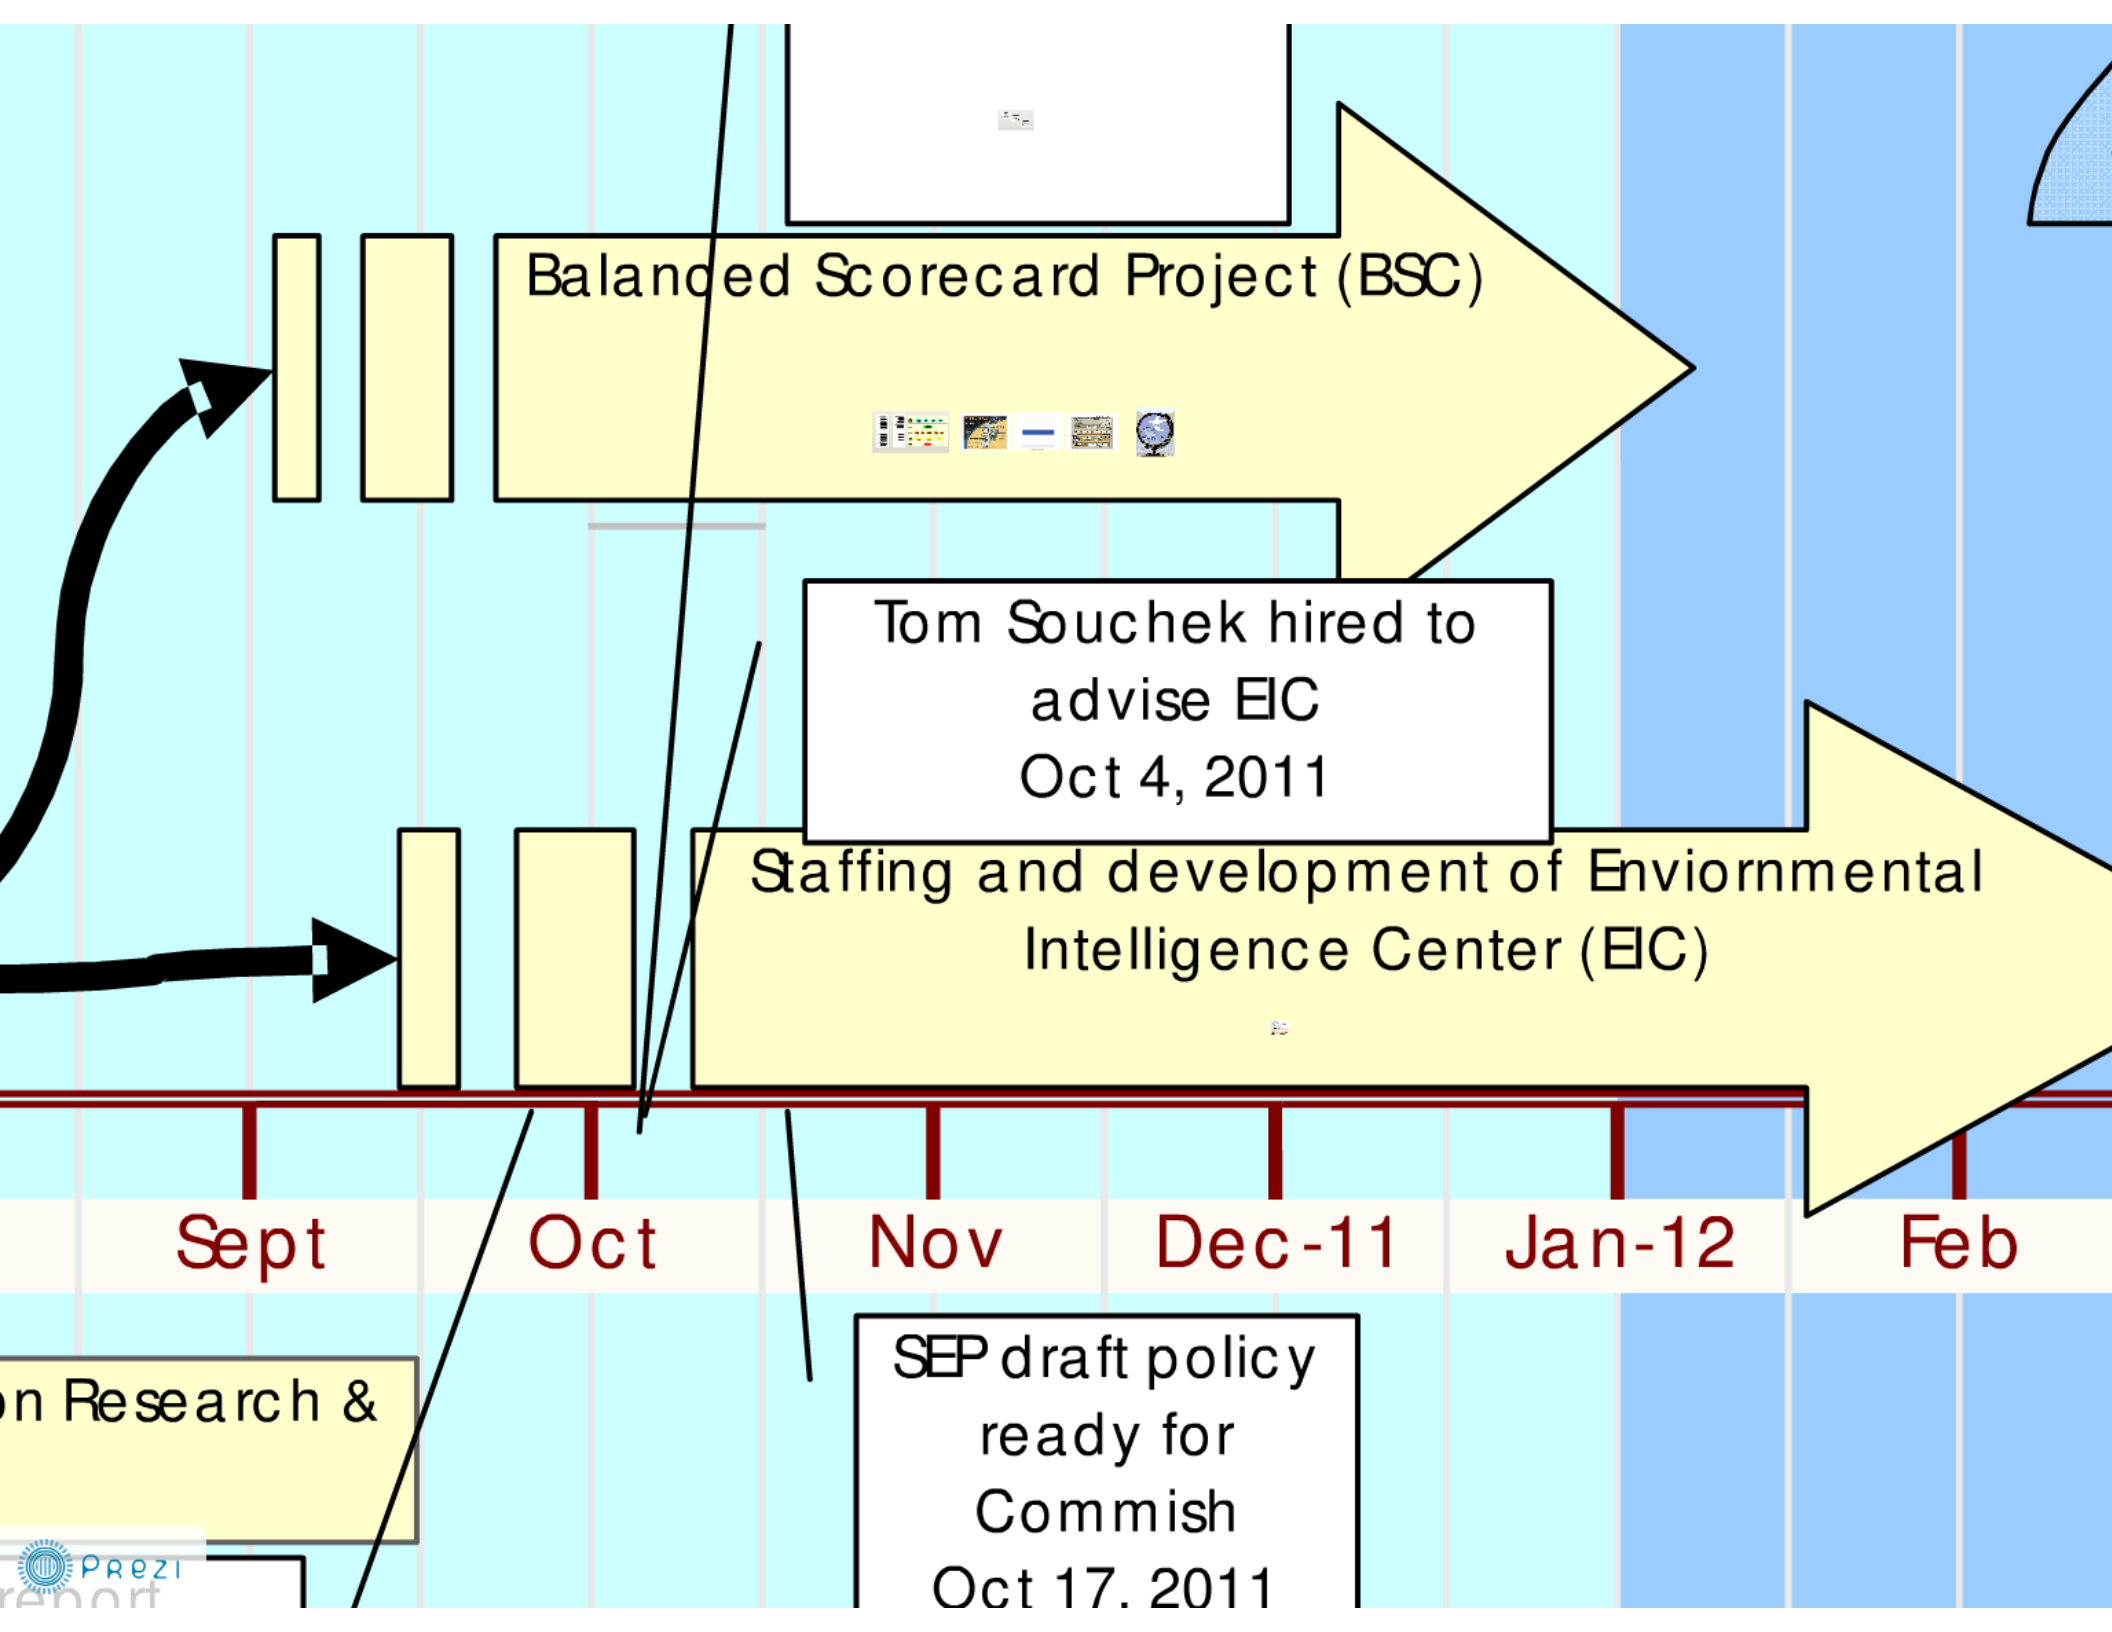 Balanced Scorecard Project (BSC)
Tom Souchek hired to
advise EIC
Oct 4, 2011
Staffing and development of Enviornmental
Intelligence Center (EIC)
Sept Oct Nov Dec-11 Jan-12 Feb
SEP draft policy
ready for
Commish
Oct 17, 2011
on Research &
Prezi
report